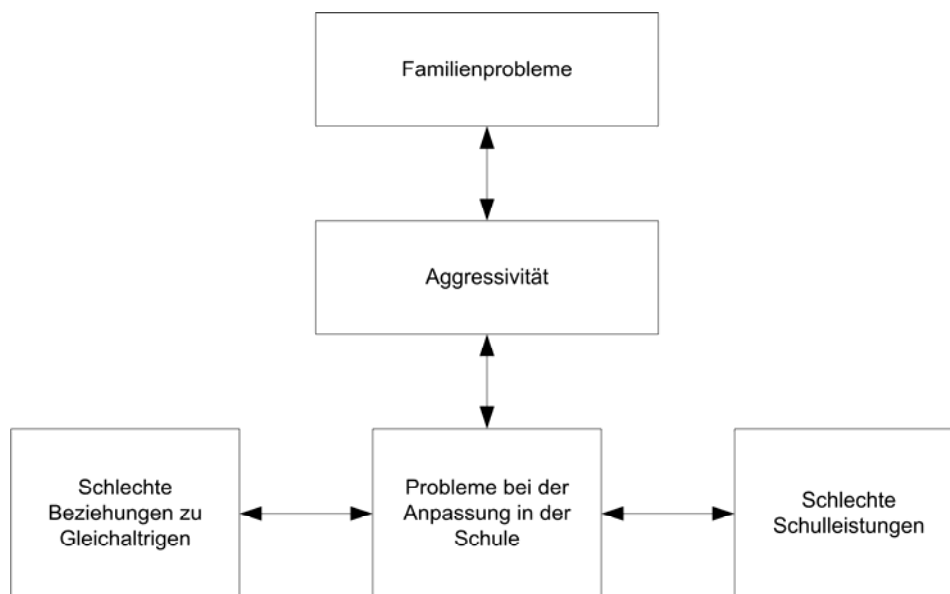 Familienprobleme
Aggressivität
Schlechte
Beziehungen zu
Gleichaltrigen
Probleme bei der
Anpassung in der
Schule
Schlechte
Schulleistungen